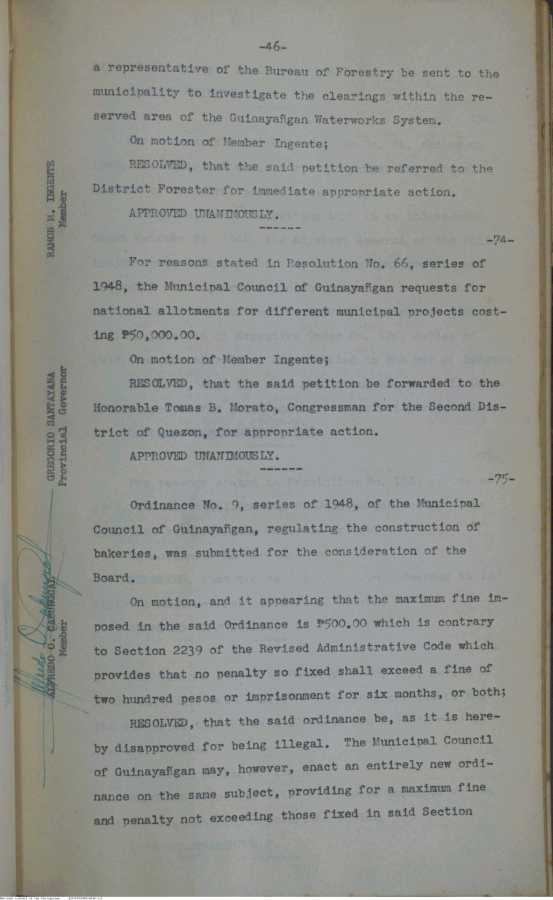 -46-
a representative of the Bureau of Forestry be sent to the
municipality to investigate the clearings within the re-
served area of the Guinayañgan Waterworks System.
On motion of Member Ingente;
RESOLVED, that the said petition be referred to the
District Forester for immediate appropriate action.
APPROVED UNANIMOUSLY.
-74-
For reasons stated in Resolution No. 66, series of
1948, the Municipal Council of Guinayañgan requests for
national allotments for different municipal projects cost-
ing ₱50,000.00.
On motion of Member Ingente;
RESOLVED, that the said petition be forwarded to the
Honorable Tomas B. Morato, Congressman for the Second Dis-
trict of Quezon, for appropriate action.
APPROVED UNANIMOUSLY.
-75-
Ordinance No. 9, series of 1948, of the Municipal
Council of Guinayañgan, regulating the construction of
bakeries, was submitted for the consideration of the
Board.
On motion, and it appearing that the maximum fine im-
posed in the said Ordinance is ₱500.00 which is contrary
to Section 2239 of the Revised Administrative Code which
provides that no penalty so fixed shall exceed a fine of
two hundred pesos or imprisonment for six months, or both;
RESOLVED, that the said ordinance be, as it is here-
by disapproved for being illegal. The Municipal Council
of Guinayañgan may, however, enact an entirely new ordi-
nance on the same subject, providing for a maximum fine
and penalty not exceeding those fixed in said Section
RAMON M. INGENTE
Member
GREGORIO SANTAYANA
Provincial Governor
ALFREDO O.
Member